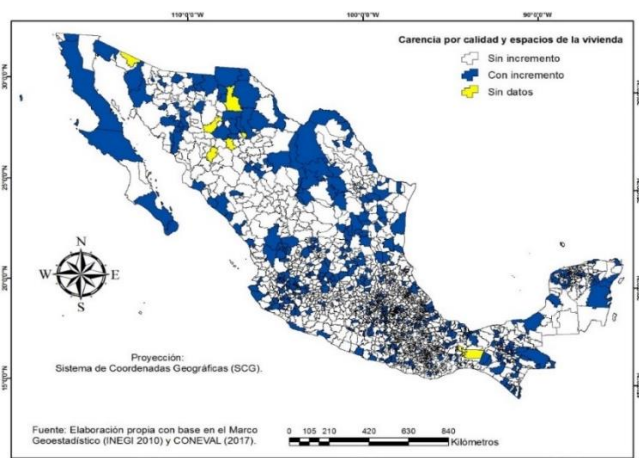 110°0'0"W 100°0'0"W 90°0'0"W
Carencia por calidad y espacios de la vivienda
Sin incremento
Con incremento
Sin datos
30°0'0"N
25°0'0"N
20°0'0"N
15°0'0"N
N
W E
S
Proyección:
Sistema de Coordenadas Geográficas (SCG).
Fuente: Elaboración propia con base en el Marco
Geoestadístico (INEGI 2010) y CONEVAL (2017).
0 105 210 420 630 840
Kilómetros